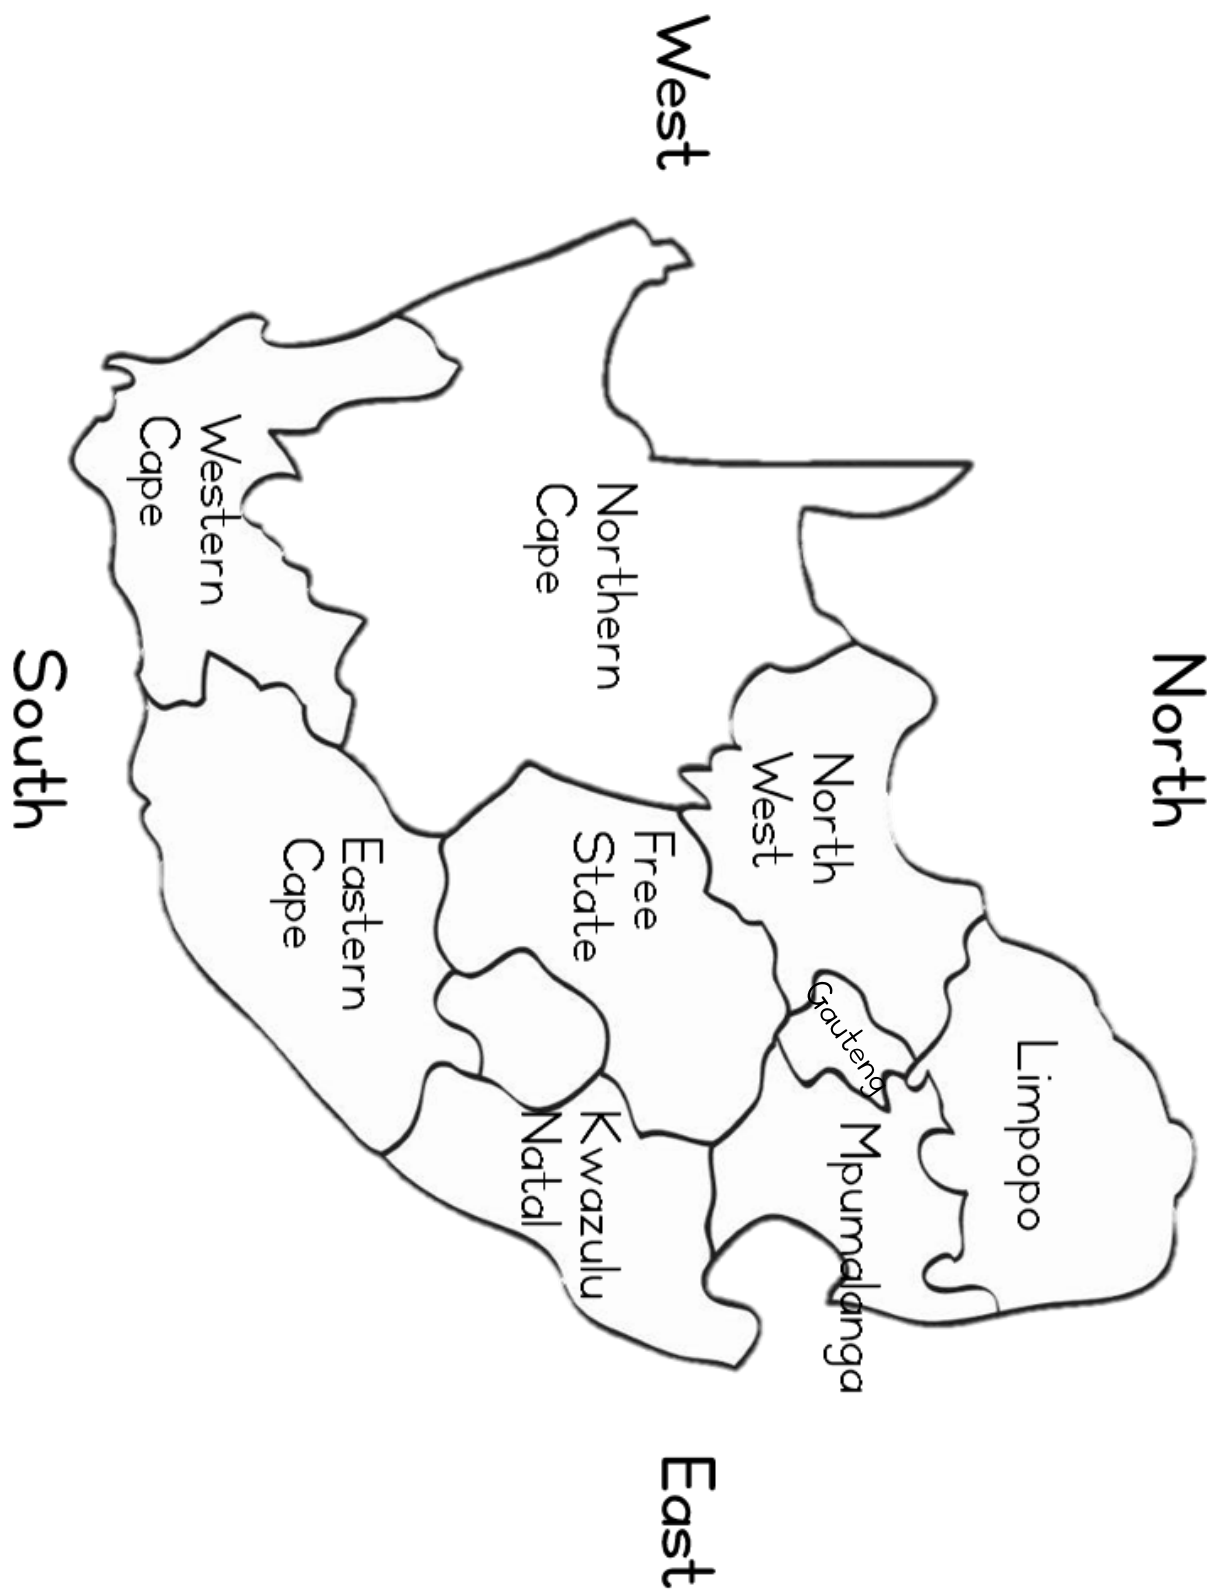 North
West
East
South
Limpopo
North
West
Gauteng
Mpumalanga
Northern
Cape
Free
State
Kwazulu
Natal
Eastern
Cape
Western
Cape